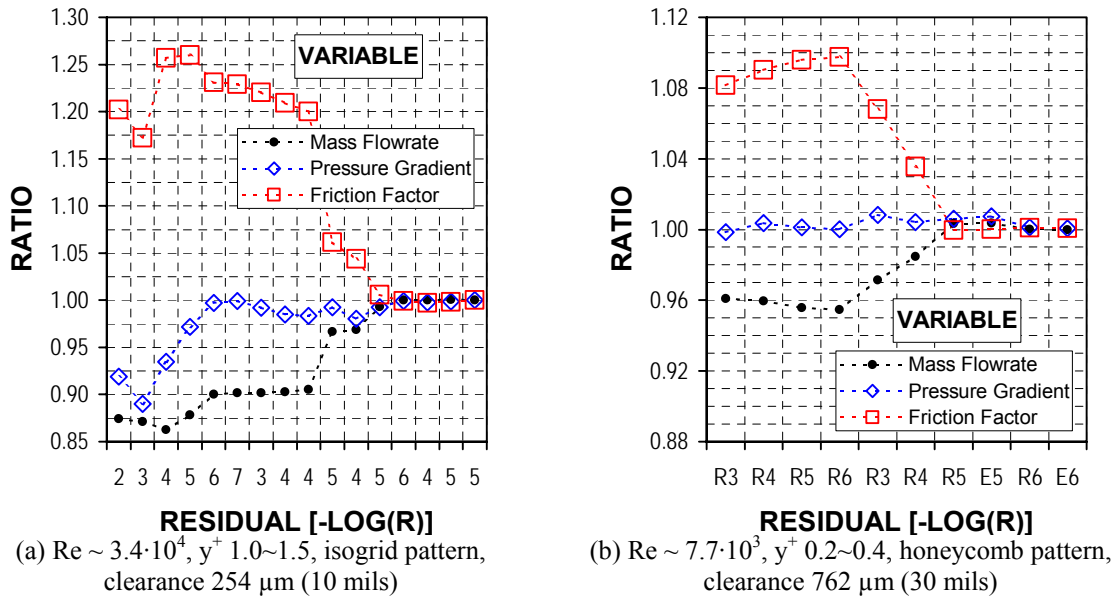 1.30
1.25
1.20
1.15
1.10
1.05
1.00
0.95
0.90
0.85
RATIO
VARIABLE
Mass Flowrate
Pressure Gradient
Friction Factor
2 3 4 5 6 7 3 4 4 5 4 5 6 4 5 5
RESIDUAL [-LOG(R)]
(a) Re ~ 3.4·10⁴, y⁺ 1.0~1.5, isogrid pattern,
clearance 254 µm (10 mils)
1.12
1.08
1.04
1.00
0.96
0.92
0.88
RATIO
VARIABLE
Mass Flowrate
Pressure Gradient
Friction Factor
R3 R4 R5 R6 R3 R4 R5 E5 R6 E6
RESIDUAL [-LOG(R)]
(b) Re ~ 7.7·10³, y⁺ 0.2~0.4, honeycomb pattern,
clearance 762 µm (30 mils)